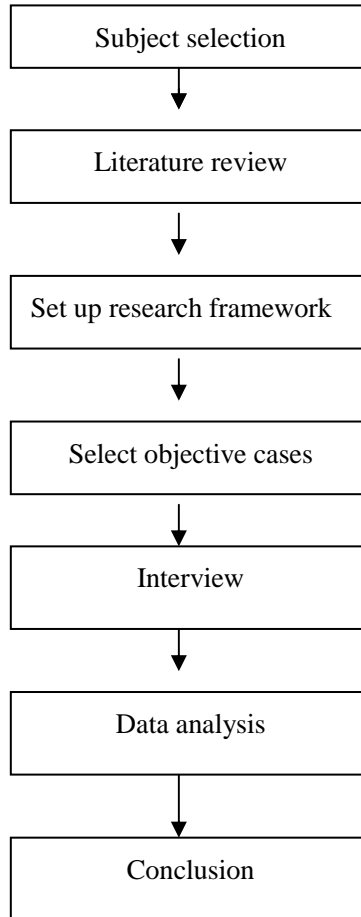 Subject selection
Literature review
Set up research framework
Select objective cases
Interview
Data analysis
Conclusion